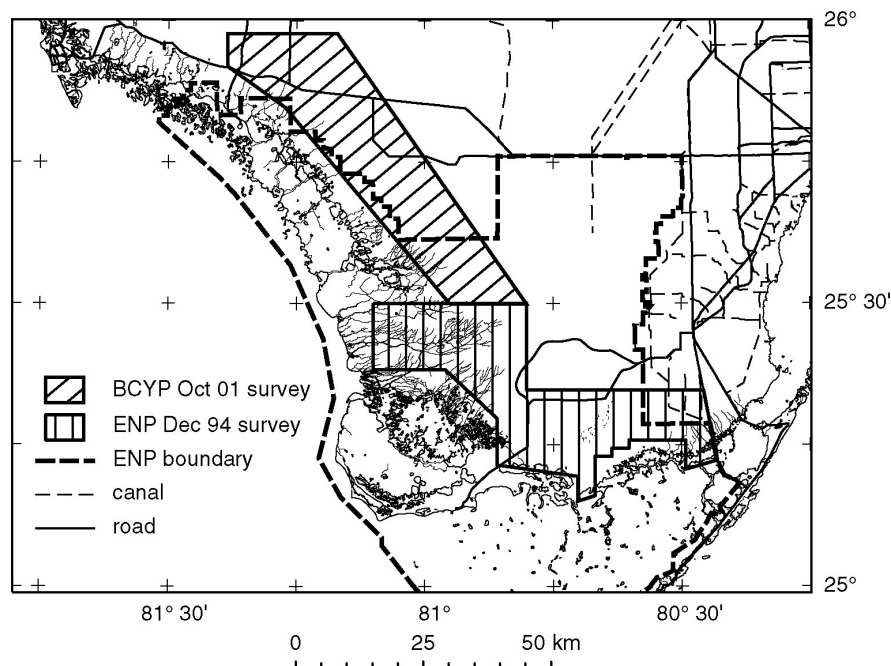 26°
25° 30'
BCYP Oct 01 survey
ENP Dec 94 survey
ENP boundary
canal
road
25°
81° 30' 81° 80° 30'
0 25 50 km